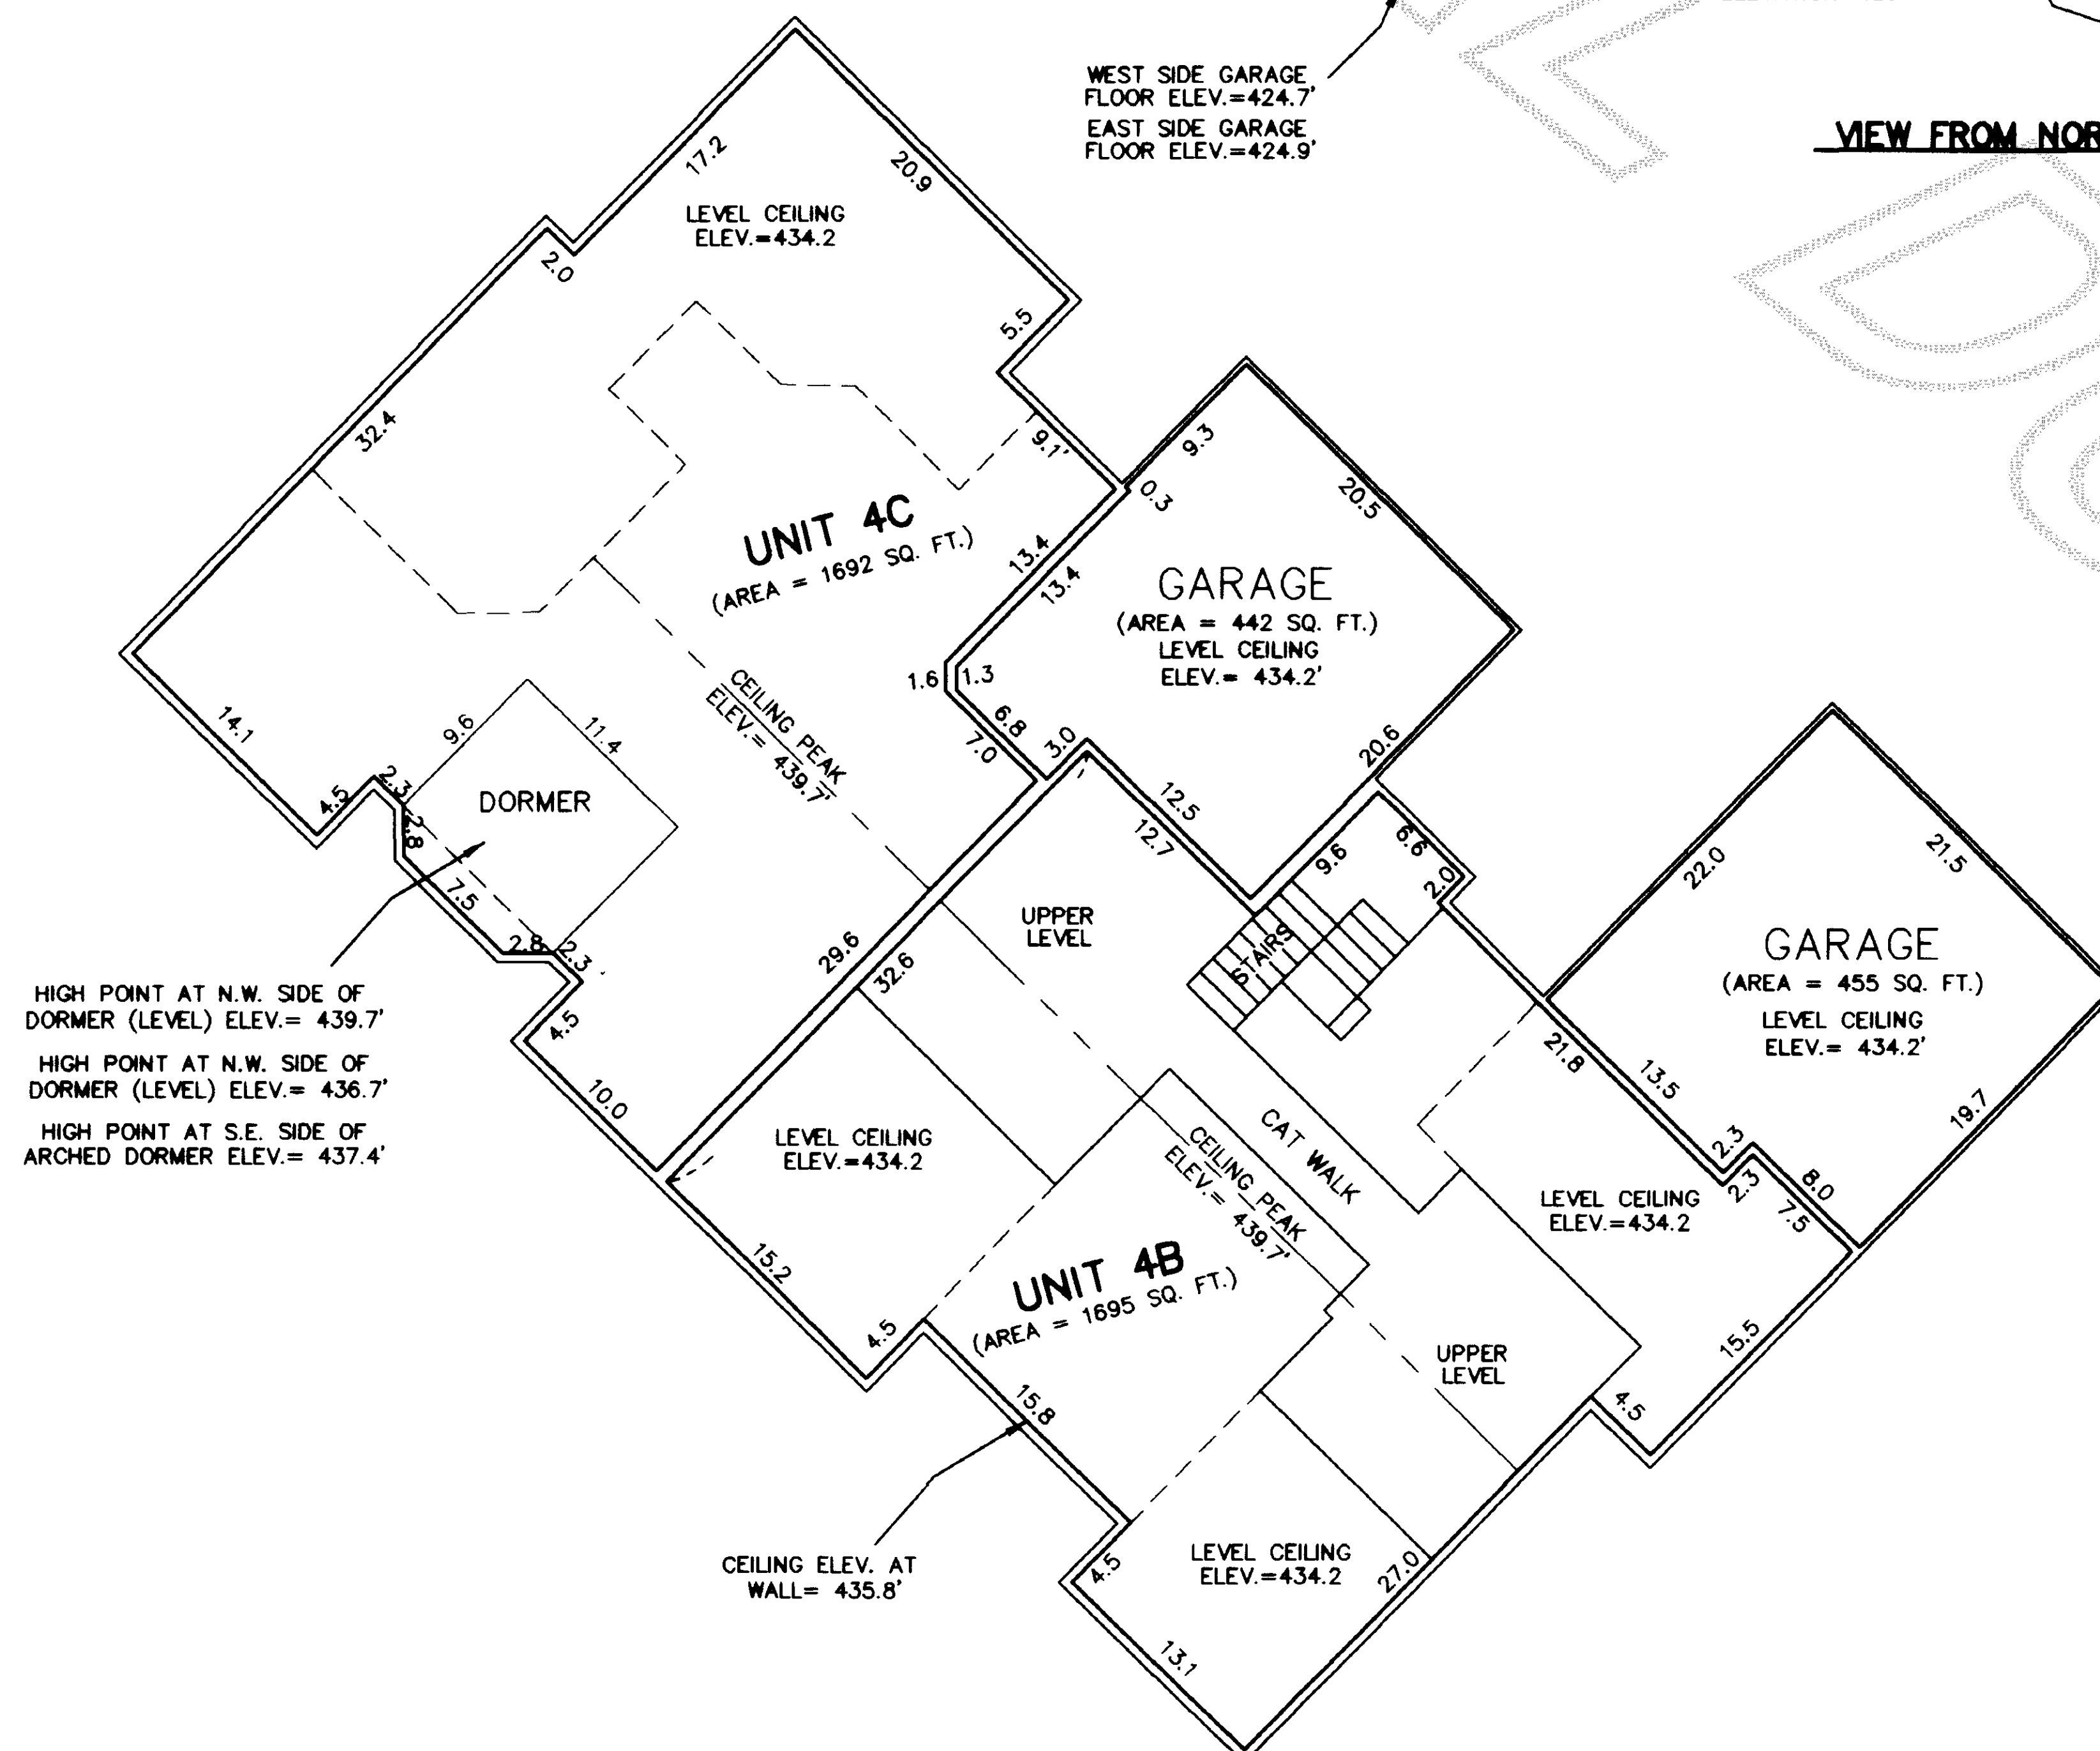 WEST SIDE GARAGE
FLOOR ELEV.=424.7'
EAST SIDE GARAGE
FLOOR ELEV.=424.9'
VIEW FROM NOR
17.2
20.9
LEVEL CEILING
ELEV.=434.2
2.0
5.5
32.4
9.1'
9.3
0.3
20.5
UNIT 4C
(AREA = 1692 SQ. FT.)
13.4
13.4
GARAGE
(AREA = 442 SQ. FT.)
LEVEL CEILING
ELEV.= 434.2'
1.6
1.3
6.8
7.0
3.0
20.6
CEILING PEAK
ELEV.= 439.7'
14.1
9.6
11.4
DORMER
4.5
2.3
2.8
7.5
2.8
2.3
12.5
12.7
6.6
9.6
2.0
STAIRS
UPPER
LEVEL
22.0
21.5
GARAGE
(AREA = 455 SQ. FT.)
LEVEL CEILING
ELEV.= 434.2'
29.6
32.6
HIGH POINT AT N.W. SIDE OF
DORMER (LEVEL) ELEV.= 439.7'
HIGH POINT AT N.W. SIDE OF
DORMER (LEVEL) ELEV.= 436.7'
HIGH POINT AT S.E. SIDE OF
ARCHED DORMER ELEV.= 437.4'
4.5
10.0
21.8
13.5
19.7
2.3
2.3
8.0
7.5
LEVEL CEILING
ELEV.=434.2
CAT WALK
CEILING PEAK
ELEV.= 439.7'
LEVEL CEILING
ELEV.=434.2
15.2
4.5
UNIT 4B
(AREA = 1695 SQ. FT.)
UPPER
LEVEL
15.5
4.5
15.8
CEILING ELEV. AT
WALL= 435.8'
4.5
LEVEL CEILING
ELEV.=434.2
27.0
13.1